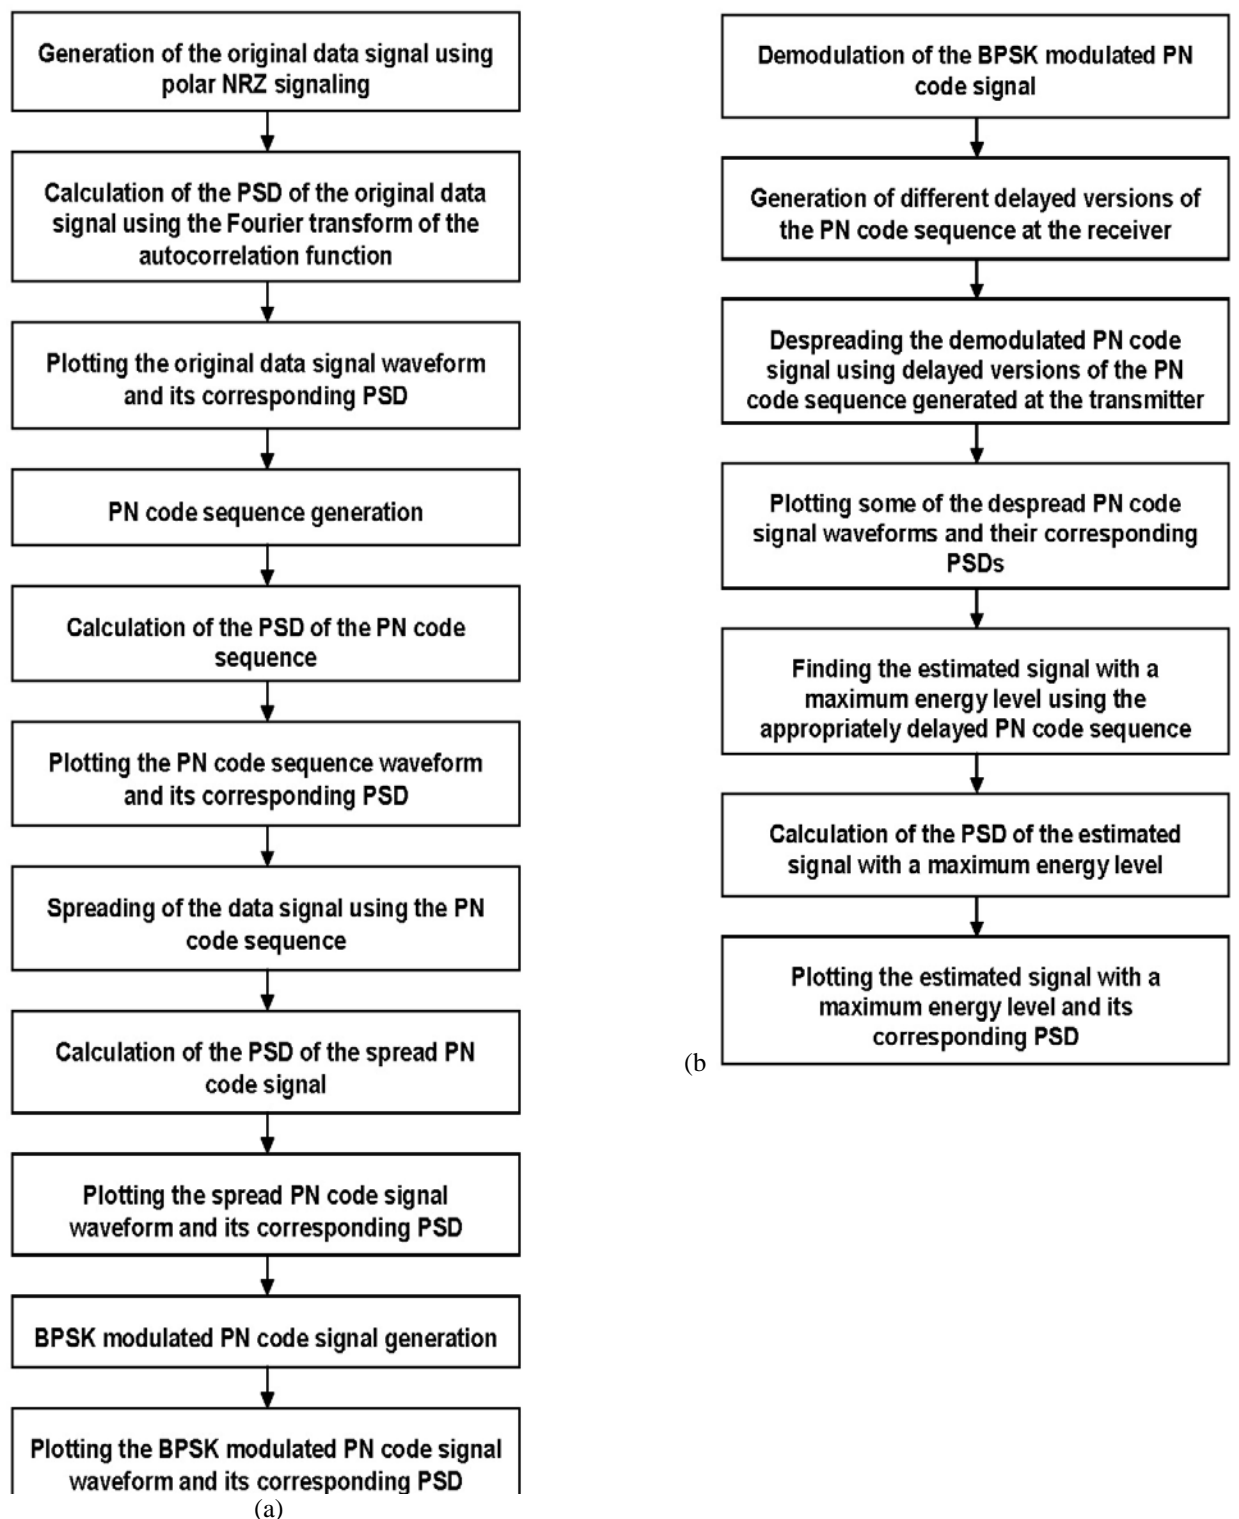 Generation of the original data signal using
polar NRZ signaling
Calculation of the PSD of the original data
signal using the Fourier transform of the
autocorrelation function
Plotting the original data signal waveform
and its corresponding PSD
PN code sequence generation
Calculation of the PSD of the PN code
sequence
Plotting the PN code sequence waveform
and its corresponding PSD
Spreading of the data signal using the PN
code sequence
Calculation of the PSD of the spread PN
code signal
Plotting the spread PN code signal
waveform and its corresponding PSD
BPSK modulated PN code signal generation
Plotting the BPSK modulated PN code signal
waveform and its corresponding PSD
(a)
Demodulation of the BPSK modulated PN
code signal
Generation of different delayed versions of
the PN code sequence at the receiver
Despreading the demodulated PN code
signal using delayed versions of the PN
code sequence generated at the transmitter
Plotting some of the despread PN code
signal waveforms and their corresponding
PSDs
Finding the estimated signal with a
maximum energy level using the
appropriately delayed PN code sequence
Calculation of the PSD of the estimated
signal with a maximum energy level
Plotting the estimated signal with a
maximum energy level and its
corresponding PSD
(b